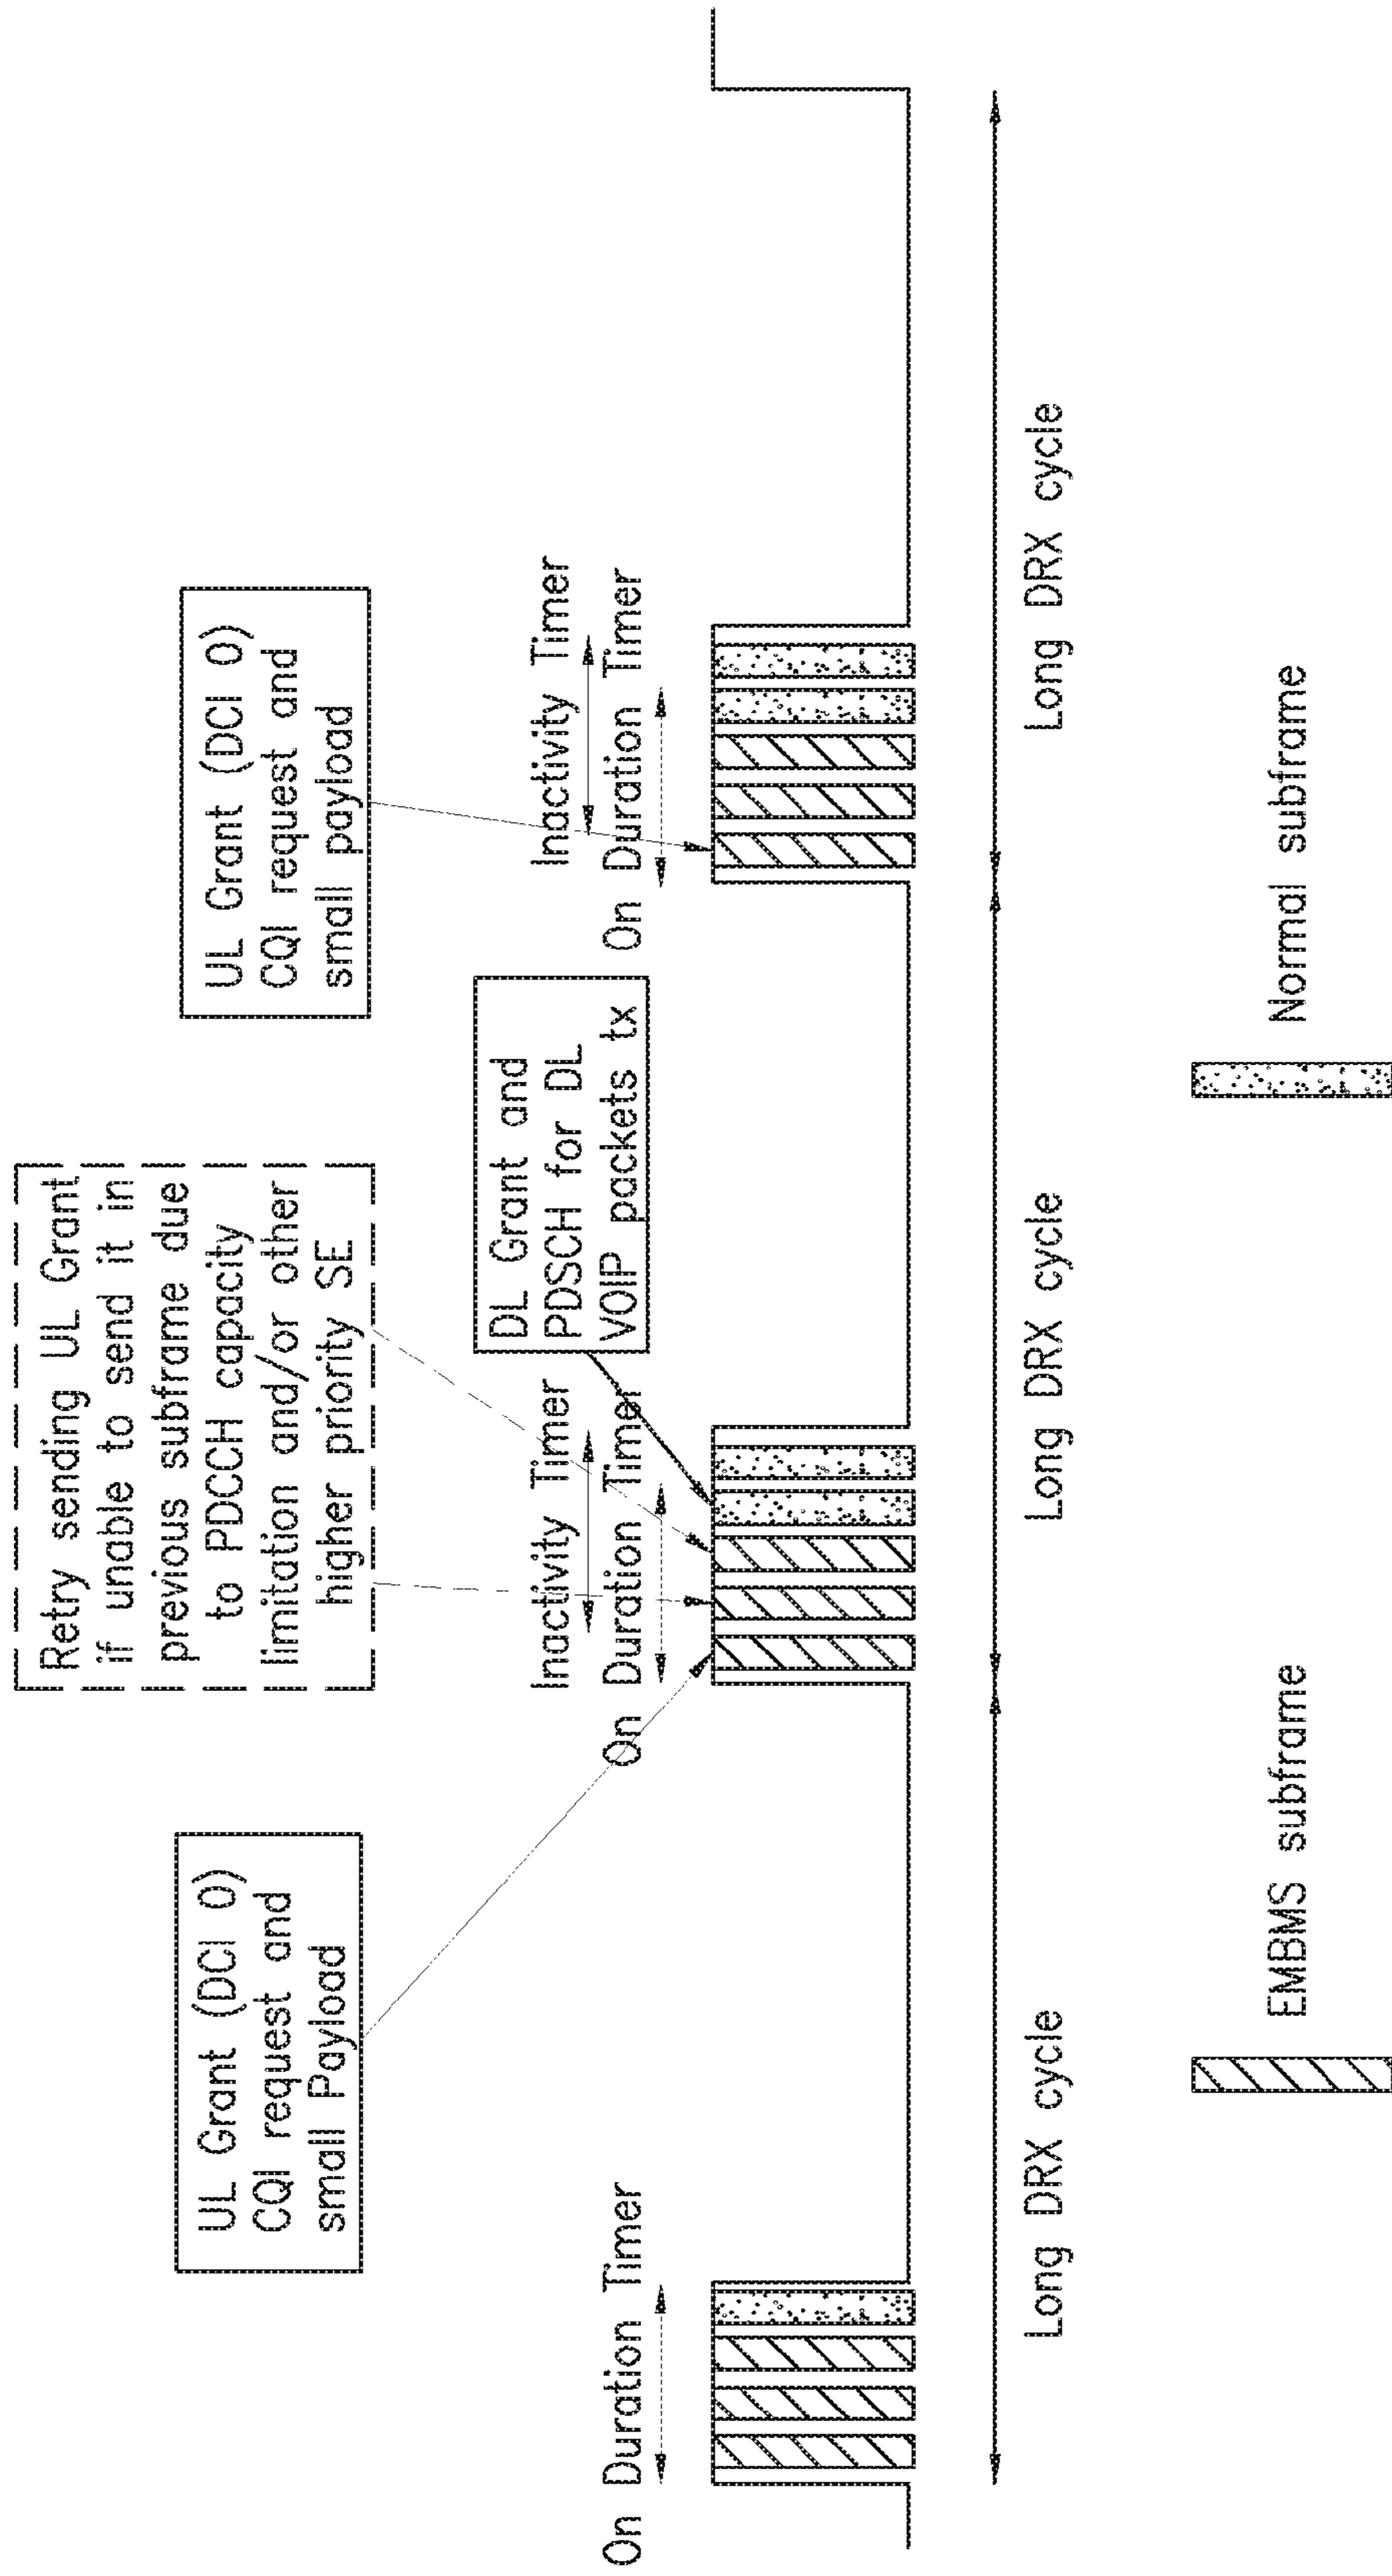 UL Grant (DCI 0)
CQI request and
small Payload
Retry sending UL Grant
if unable to send it in
previous subframe due
to PDCCH capacity
limitation and/or other
higher priority SE
UL Grant (DCI 0)
CQI request and
small payload
DL Grant and
PDSCH for DL
VOIP packets tx
On Duration Timer
Inactivity Timer
On Duration Timer
Inactivity Timer
On Duration Timer
Long DRX cycle
Long DRX cycle
Long DRX cycle
EMBMS subframe
Normal subframe